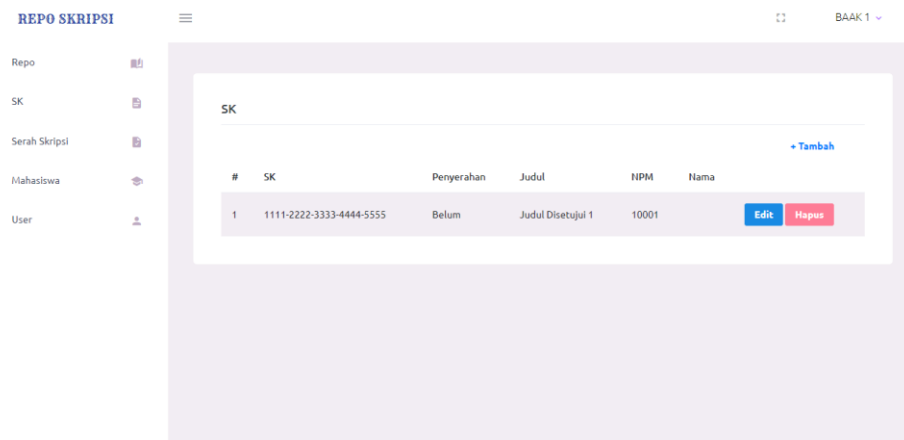 REPO SKRIPSI
BAAK 1
Repo
SK
Serah Skripsi
Mahasiswa
User
SK
+ Tambah
# SK Penyerahan Judul NPM Nama
1 1111-2222-3333-4444-5555 Belum Judul Disetujui 1 10001 Edit Hapus